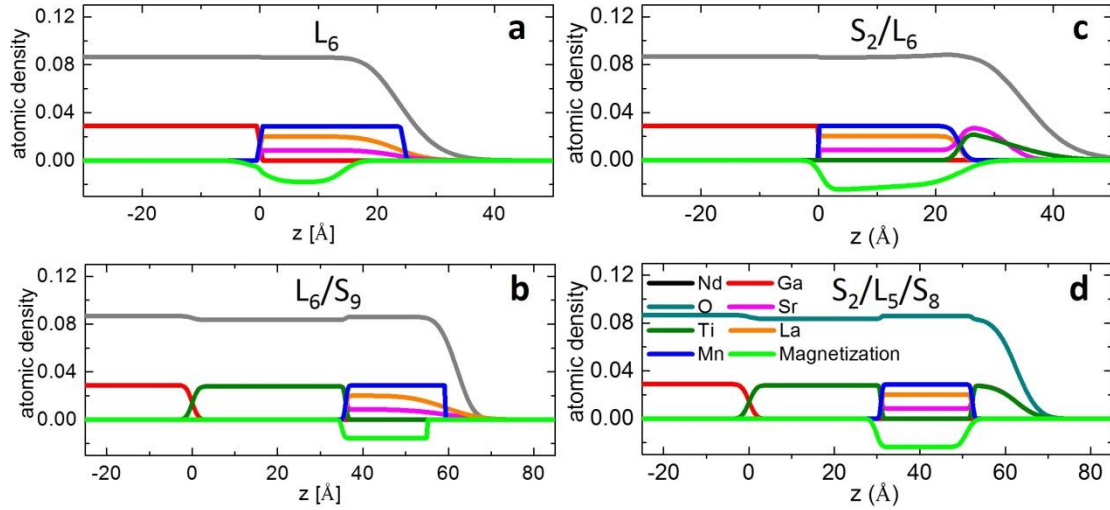 L6 a
0.12
0.08
0.04
0.00
atomic density
-20 0 20 40
z [Å]
S2/L6 c
0.12
0.08
0.04
0.00
atomic density
-20 0 20 40
z (Å)
L6/S9 b
0.12
0.08
0.04
0.00
atomic density
-20 0 20 40 60 80
z [Å]
S2/L5/S8 d
0.12
0.08
0.04
0.00
atomic density
Nd Ga
O Sr
Ti La
Mn Magnetization
-20 0 20 40 60 80
z (Å)